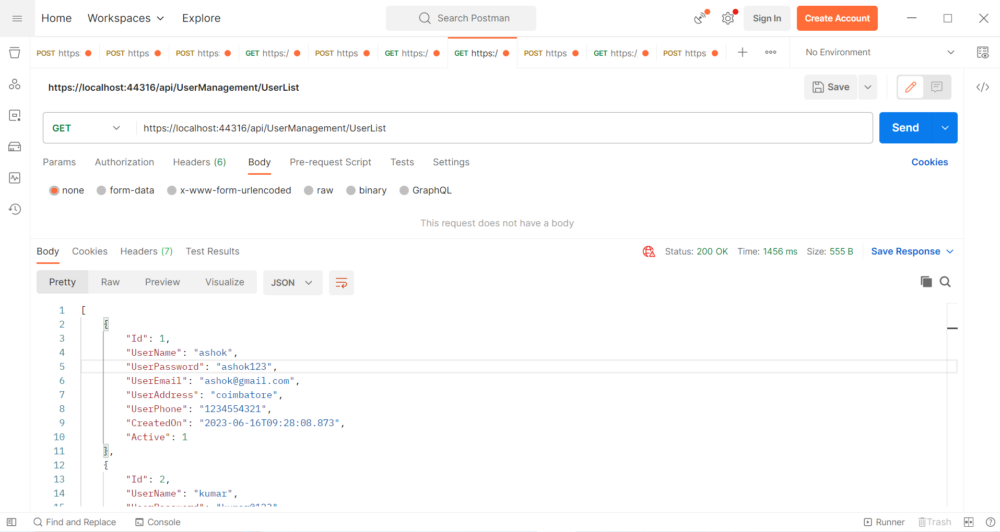 Home Workspaces Explore Search Postman Sign In Create Account
POST https: POST https POST https: GET https:/ POST https GET https:/ GET https:/ POST https GET https:/ POST https No Environment
https://localhost:44316/api/UserManagement/UserList Save
GET https://localhost:44316/api/UserManagement/UserList Send
Params Authorization Headers (6) Body Pre-request Script Tests Settings Cookies
none form-data x-www-form-urlencoded raw binary GraphQL
This request does not have a body
Body Cookies Headers (7) Test Results Status: 200 OK Time: 1456 ms Size: 555 B Save Response
Pretty Raw Preview Visualize JSON
1 [
2 {
3 "Id": 1,
4 "UserName": "ashok",
5 "UserPassword": "ashok123",
6 "UserEmail": "ashok@gmail.com",
7 "UserAddress": "coimbatore",
8 "UserPhone": "1234554321",
9 "CreatedOn": "2023-06-16T09:28:08.873",
10 "Active": 1
11 },
12 {
13 "Id": 2,
14 "UserName": "kumar",
15 "UserPassword":
Find and Replace Console Runner Trash